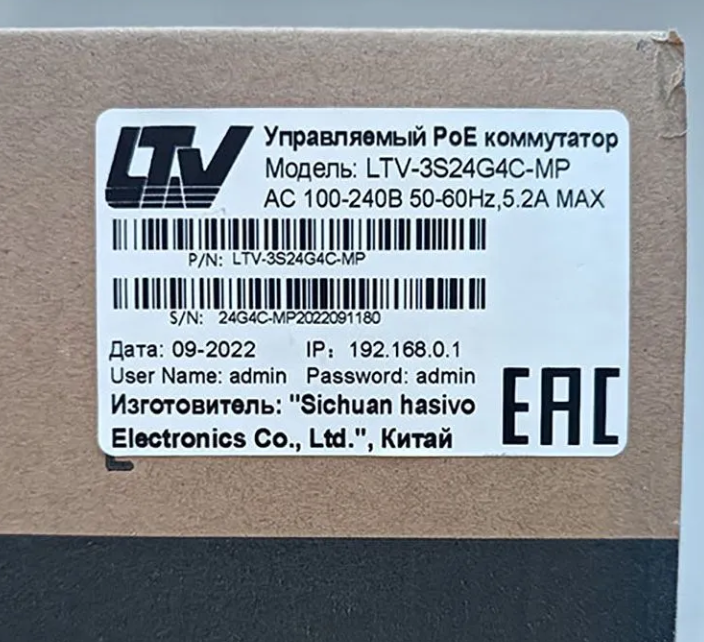 LTV
Управляемый PoE коммутатор
Модель: LTV-3S24G4C-MP
AC 100-240В 50-60Hz,5.2A MAX
P/N: LTV-3S24G4C-MP
S/N: 24G4C-MP2022091180
Дата: 09-2022 IP: 192.168.0.1
User Name: admin Password: admin
Изготовитель: "Sichuan hasivo
Electronics Co., Ltd.", Китай
EAC